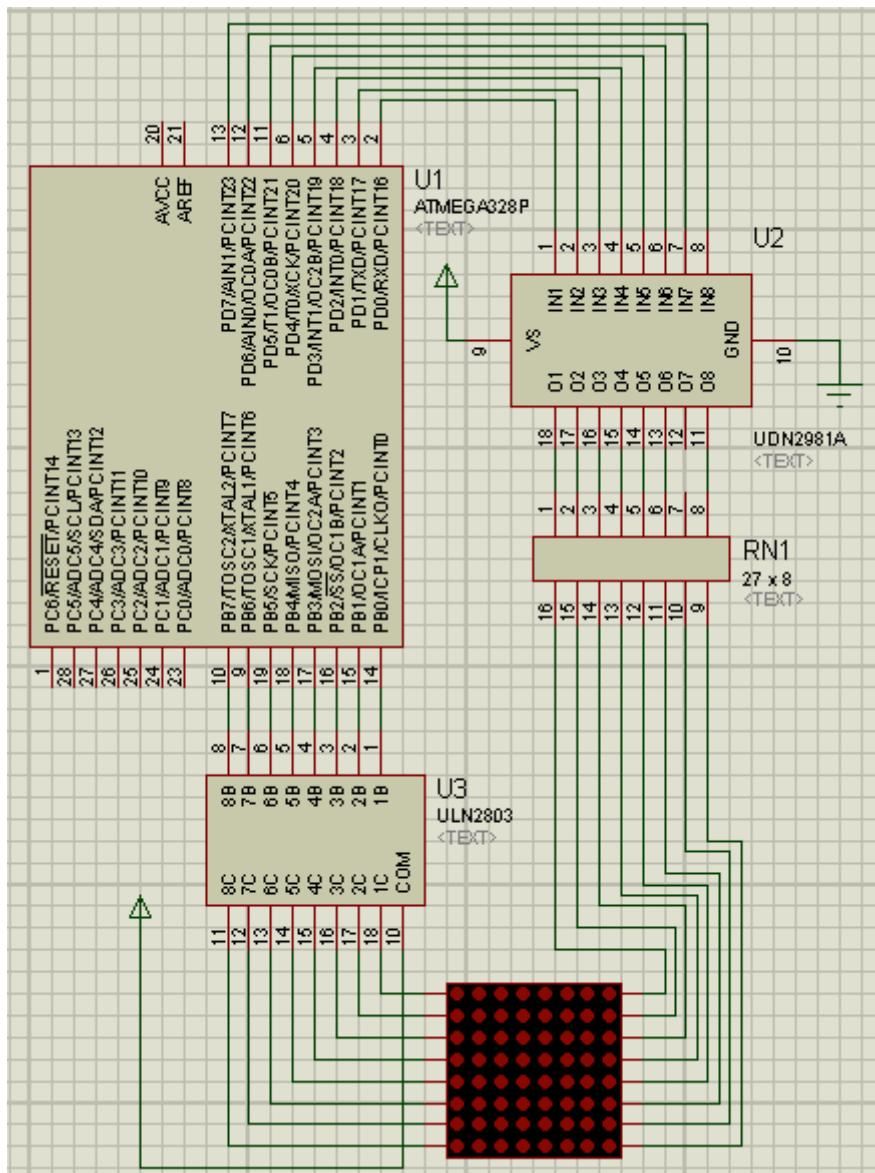 20
21
13
12
11
6
5
4
3
2
AVCC
AREF
PD7/AIN1/PCINT23
PD6/AIN0/OC0A/PCINT22
PD5/T1/OC0B/PCINT21
PD4/T0/XCK/PCINT20
PD3/INT1/OC2B/PCINT19
PD2/INT0/PCINT18
PD1/TXD/PCINT17
PD0/RXD/PCINT16
U1
ATMEGA328P
<TEXT>
PC6/RESET/PCINT14
PC5/ADC5/SCL/PCINT13
PC4/ADC4/SDA/PCINT12
PC3/ADC3/PCINT11
PC2/ADC2/PCINT10
PC1/ADC1/PCINT9
PC0/ADC0/PCINT8
PB7/TOSC2/XTAL2/PCINT7
PB6/TOSC1/XTAL1/PCINT6
PB5/SCK/PCINT5
PB4/MISO/PCINT4
PB3/MOSI/OC2A/PCINT3
PB2/SS/OC1B/PCINT2
PB1/OC1A/PCINT1
PB0/ICP1/CLKO/PCINT0
1
28
27
26
25
24
23
10
9
19
18
17
16
15
14
U2
1
2
3
4
5
6
7
8
IN1
IN2
IN3
IN4
IN5
IN6
IN7
IN8
9
VS
GND
10
O1
O2
O3
O4
O5
O6
O7
O8
18
17
16
15
14
13
12
11
UDN2981A
<TEXT>
1
2
3
4
5
6
7
8
RN1
27 x 8
<TEXT>
16
15
14
13
12
11
10
9
8
7
6
5
4
3
2
1
8B
7B
6B
5B
4B
3B
2B
1B
U3
ULN2803
<TEXT>
8C
7C
6C
5C
4C
3C
2C
1C
COM
11
12
13
14
15
16
17
18
10